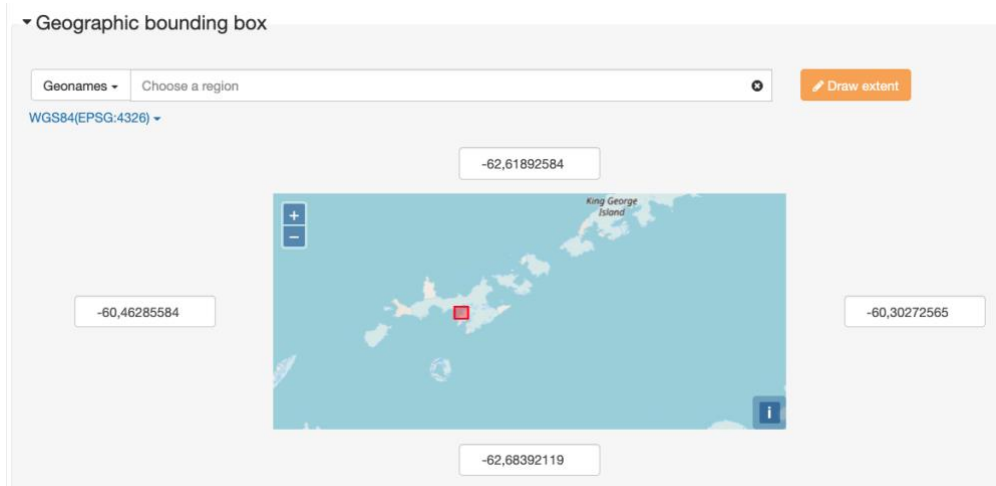 Geographic bounding box
Geonames
Choose a region
Draw extent
WGS84(EPSG:4326)
-62,61892584
King George
Island
+
−
-60,46285584
-60,30272565
i
-62,68392119